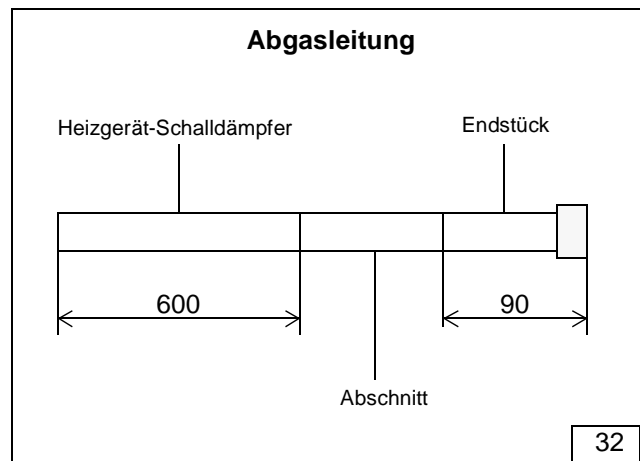 Abgasleitung
Heizgerät-Schalldämpfer
Endstück
600
90
Abschnitt
32